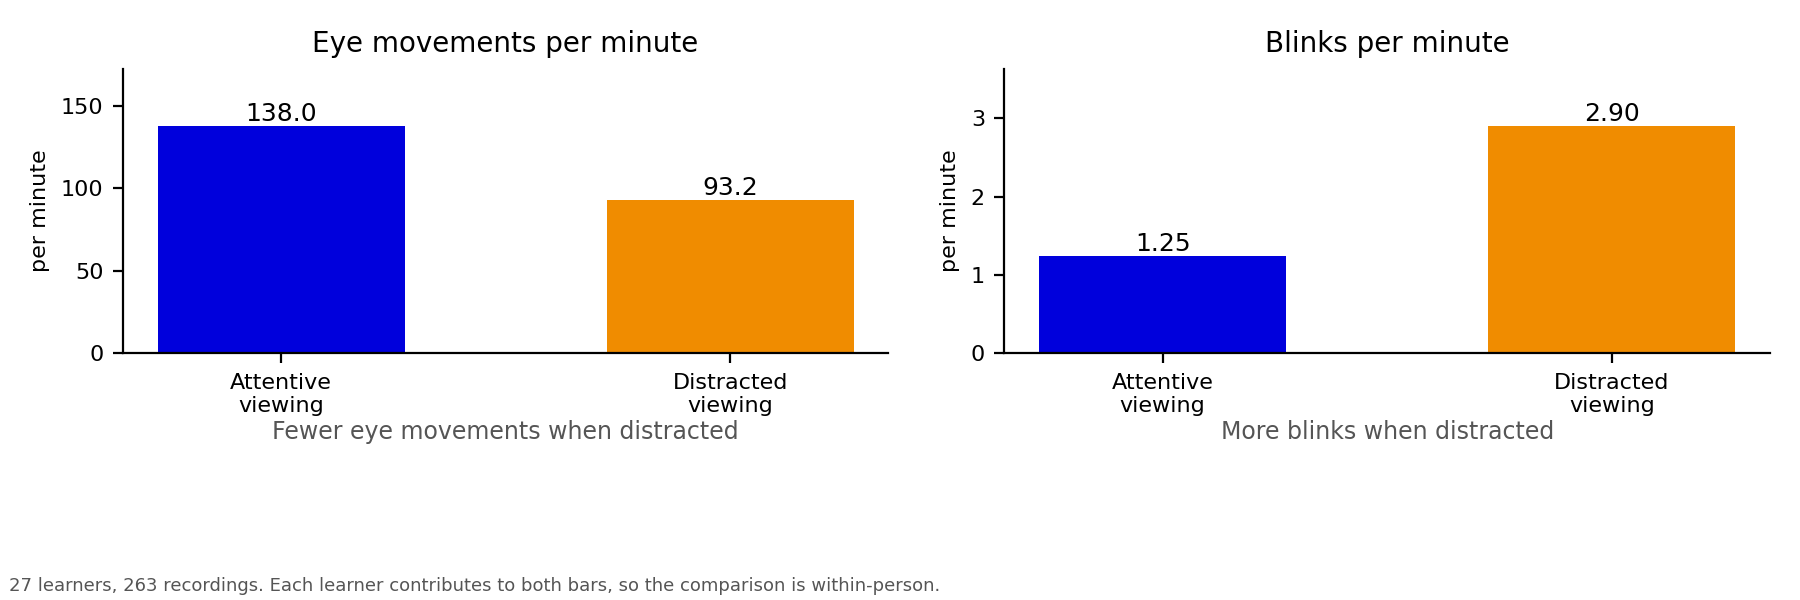 Eye movements per minute
per minute
150
100
50
0
138.0
93.2
Attentive
viewing
Distracted
viewing
Fewer eye movements when distracted
Blinks per minute
per minute
3
2
1
0
1.25
2.90
Attentive
viewing
Distracted
viewing
More blinks when distracted
27 learners, 263 recordings. Each learner contributes to both bars, so the comparison is within-person.